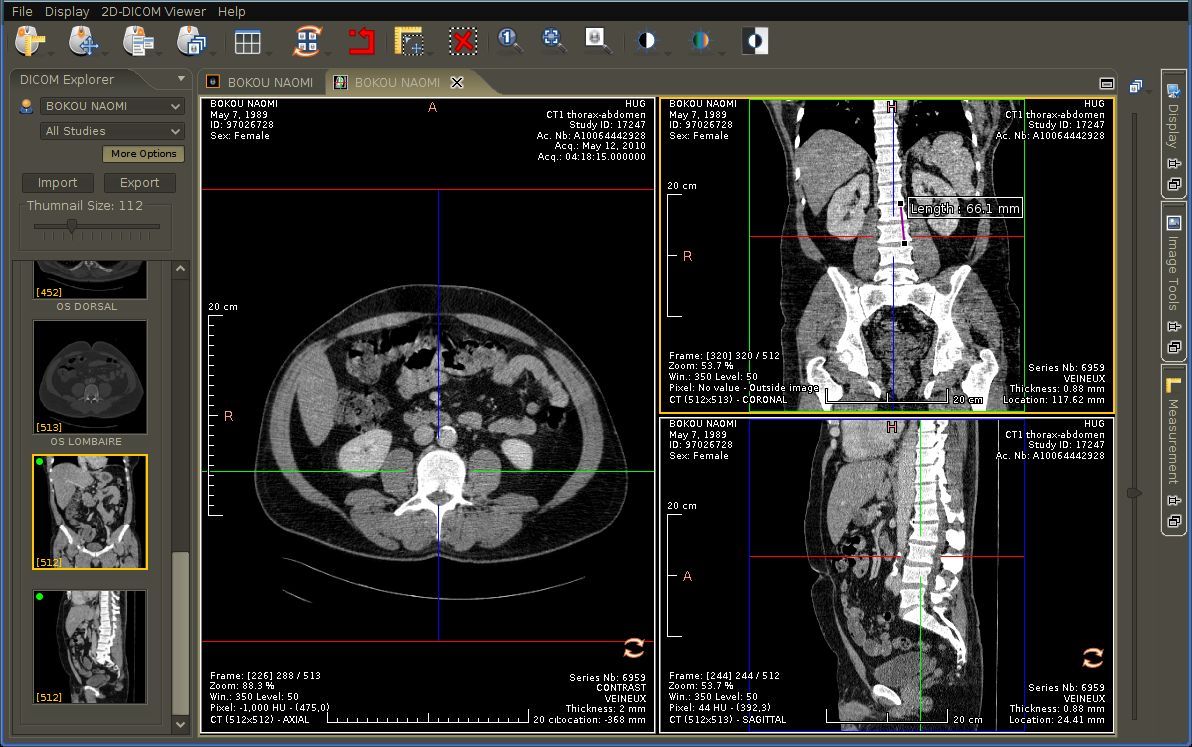 File Display 2D-DICOM Viewer Help
DICOM Explorer
BOKOU NAOMI
All Studies
More Options
Import Export
Thumnail Size: 112
[452]
OS DORSAL
[513]
OS LOMBAIRE
[512]
[512]
BOKOU NAOMI
BOKOU NAOMI
BOKOU NAOMI
May 7, 1989
ID: 97026728
Sex: Female
A
HUG
CT1 thorax-abdomen
Study ID: 17247
Ac. Nb: A10064442928
Acq.: May 12, 2010
Acq.: 04:18:15.000000
20 cm
R
Frame: [226] 288 / 513
Zoom: 88.3 %
Win.: 350 Level: 50
Pixel: -1,000 HU - (475,0)
CT (512x512) - AXIAL
Series Nb: 6959
CONTRAST
VEINEUX
Thickness: 2 mm
20 cm
Location: -368 mm
BOKOU NAOMI
May 7, 1989
ID: 97026728
Sex: Female
H
HUG
CT1 thorax-abdomen
Study ID: 17247
Ac. Nb: A10064442928
20 cm
Length : 66.1 mm
R
Frame: [320] 320 / 512
Zoom: 53.7 %
Win.: 350 Level: 50
Pixel: No value - Outside image
CT (512x513) - CORONAL
20 cm
Series Nb: 6959
VEINEUX
Thickness: 0.88 mm
Location: 117.62 mm
BOKOU NAOMI
May 7, 1989
ID: 97026728
Sex: Female
H
HUG
CT1 thorax-abdomen
Study ID: 17247
Ac. Nb: A10064442928
20 cm
A
Frame: [244] 244 / 512
Zoom: 53.7 %
Win.: 350 Level: 50
Pixel: 44 HU - (392,3)
CT (512x513) - SAGITTAL
20 cm
Series Nb: 6959
VEINEUX
Thickness: 0.88 mm
Location: 24.41 mm
Display
Image Tools
Measurement